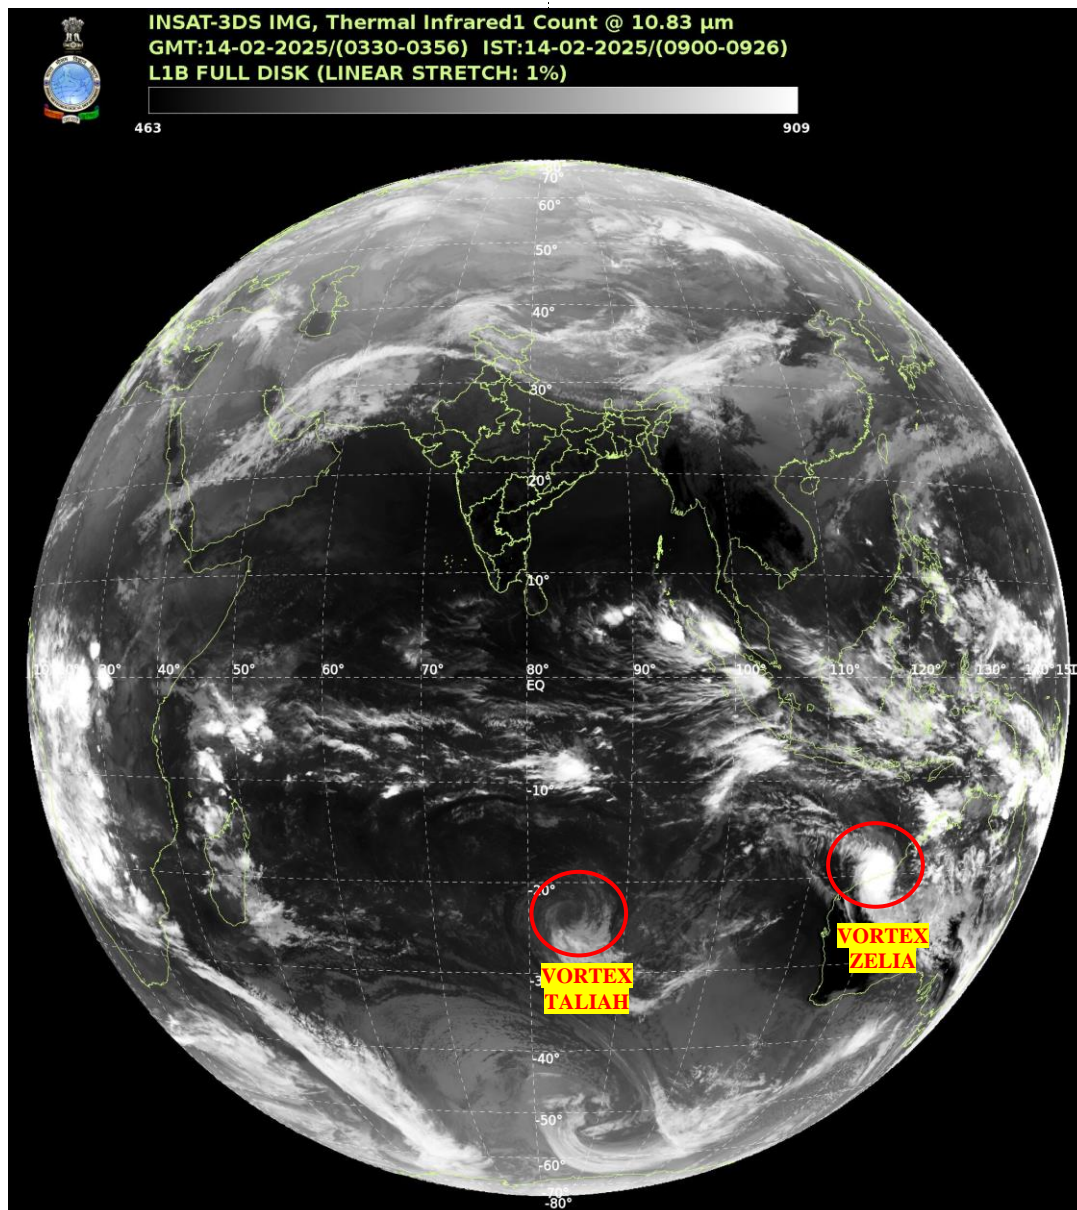 INSAT-3DS IMG, Thermal Infrared1 Count @ 10.83 μm
GMT:14-02-2025/(0330-0356) IST:14-02-2025/(0900-0926)
L1B FULL DISK (LINEAR STRETCH: 1%)
463 909
70°
60°
50°
40°
30°
20°
10°
30° 40° 50° 60° 70° 80° 90° 100° 110° 120° 130°
EQ
-10°
-20°
VORTEX
ZELIA
VORTEX
TALIAH
-40°
-50°
-60°
-80°